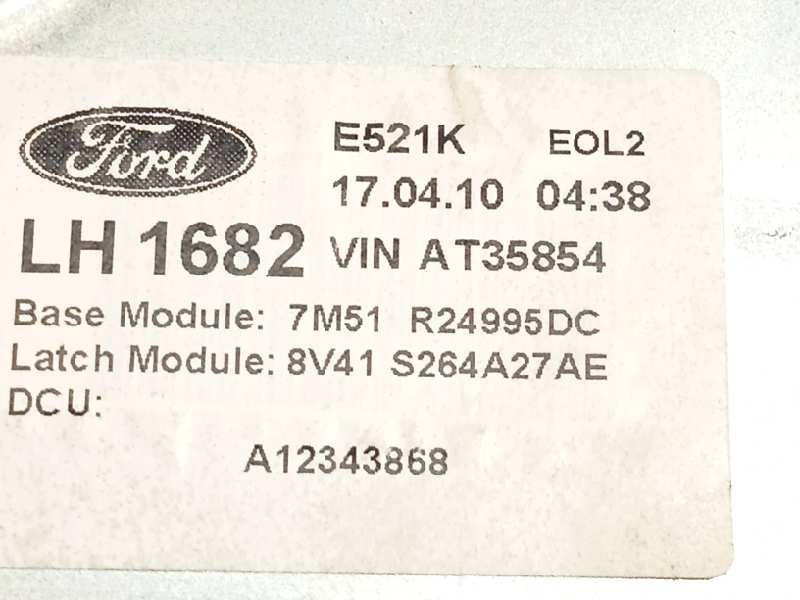 Ford
E521K EOL2
17.04.10 04:38
LH 1682 VIN AT35854
Base Module: 7M51 R24995DC
Latch Module: 8V41 S264A27AE
DCU:
A12343868